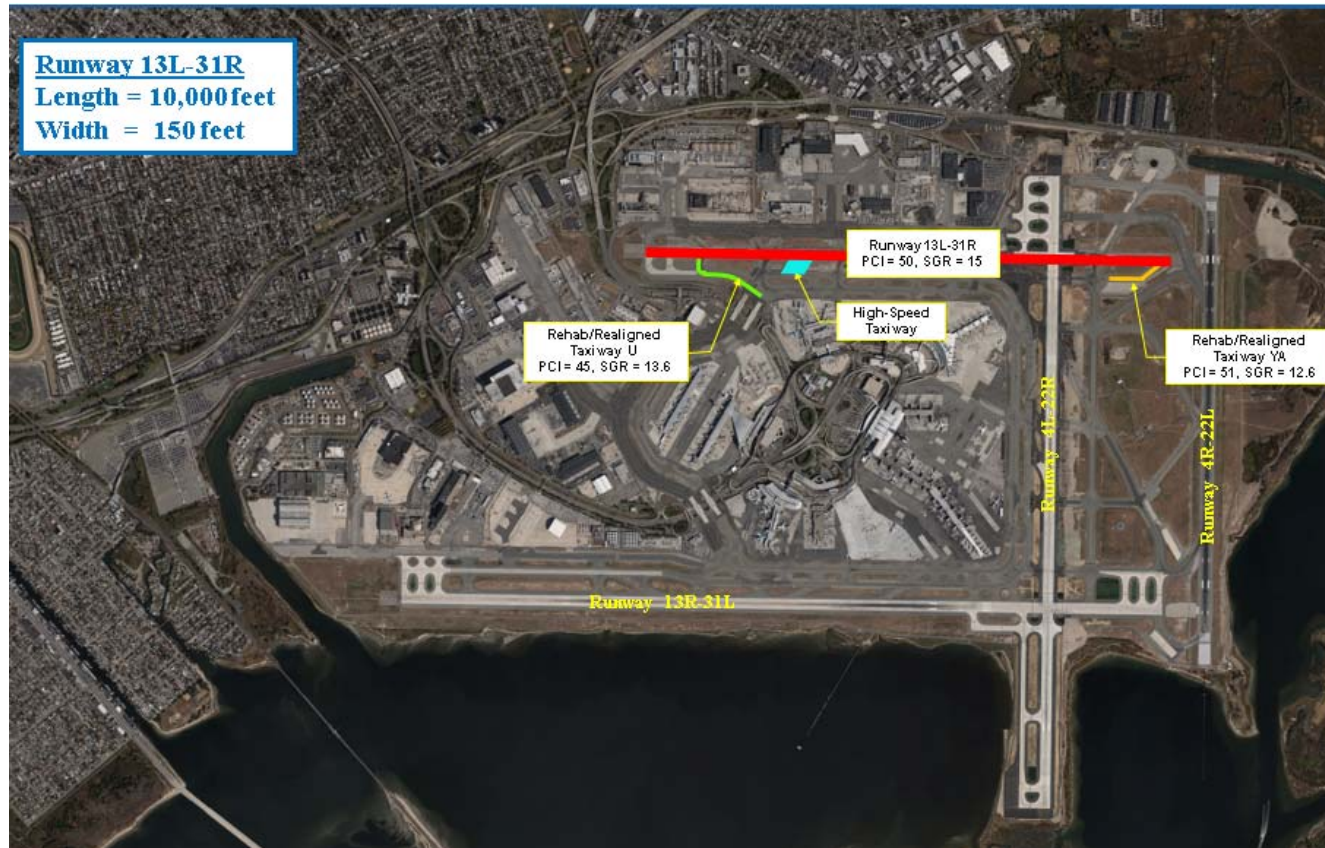 Runway 13L-31R
Length = 10,000 feet
Width = 150 feet
Runway 13L-31R
PCI = 50, SGR = 15
High-Speed
Taxiway
Rehab/Realigned
Taxiway U
PCI = 45, SGR = 13.6
Rehab/Realigned
Taxiway YA
PCI = 51, SGR = 12.6
Runway 4L-22R
Runway 4R-22L
Runway 13R-31L